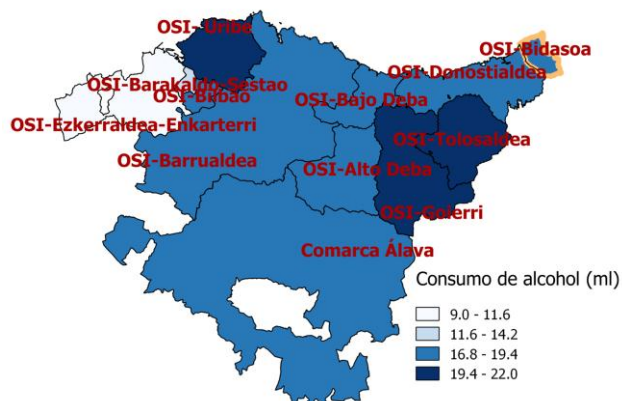 OSI- Uribe
OSI-Bidasoa
OSI-Donostialdea
OSI-Barakaldo-Sestao
OSI-Bilbao
OSI-Bajo Deba
OSI-Ezkerraldea-Enkarterri
OSI-Tolosaldea
OSI-Barrualdea
OSI-Alto Deba
OSI-Goierri
Comarca Álava
Consumo de alcohol (ml)
9.0 - 11.6
11.6 - 14.2
16.8 - 19.4
19.4 - 22.0